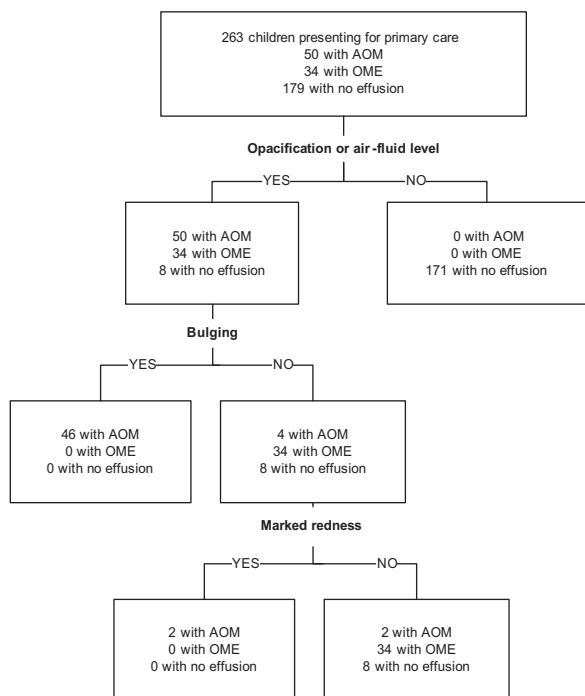 263 children presenting for primary care
50 with AOM
34 with OME
179 with no effusion
Opacification or air-fluid level
YES
NO
50 with AOM
34 with OME
8 with no effusion
0 with AOM
0 with OME
171 with no effusion
Bulging
YES
NO
46 with AOM
0 with OME
0 with no effusion
4 with AOM
34 with OME
8 with no effusion
Marked redness
YES
NO
2 with AOM
0 with OME
0 with no effusion
2 with AOM
34 with OME
8 with no effusion